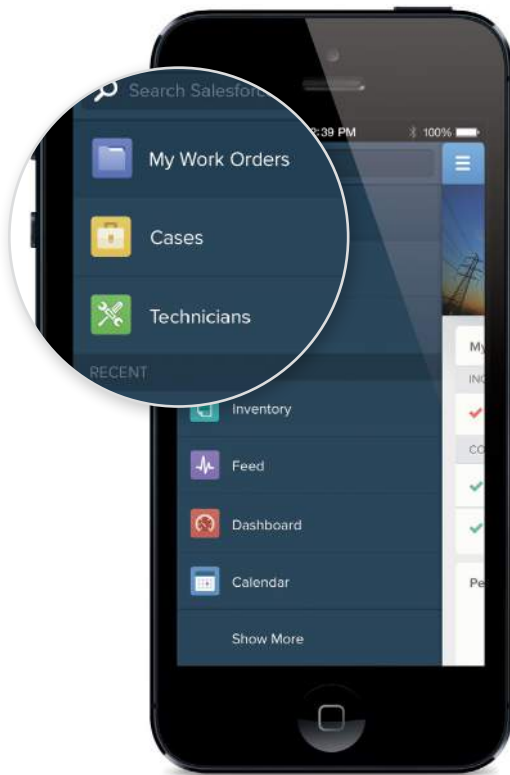 Search Salesforc
:39 PM 100%
My Work Orders
Cases
Technicians
RECENT
Inventory
Feed
Dashboard
Calendar
Show More
My
INC
CO
Pe